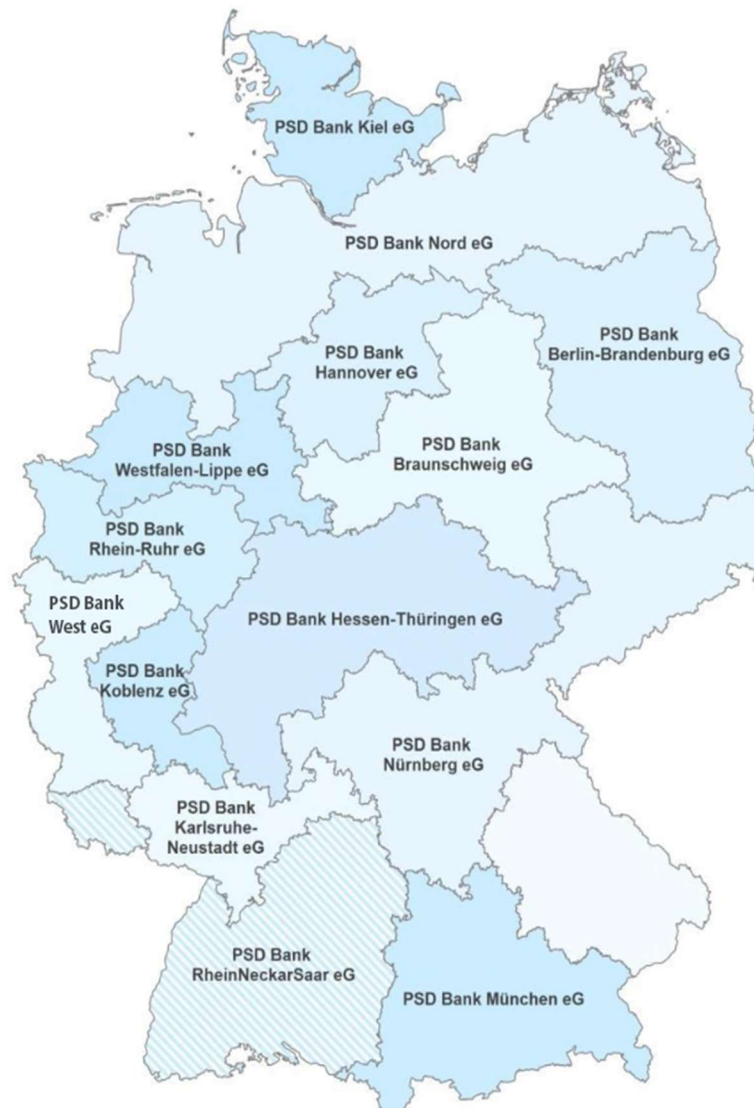 PSD Bank Kiel eG
PSD Bank Nord eG
PSD Bank
Hannover eG
PSD Bank
Berlin-Brandenburg eG
PSD Bank
Westfalen-Lippe eG
PSD Bank
Braunschweig eG
PSD Bank
Rhein-Ruhr eG
PSD Bank
West eG
PSD Bank Hessen-Thüringen eG
PSD Bank
Koblenz eG
PSD Bank
Nürnberg eG
PSD Bank
Karlsruhe-
Neustadt eG
PSD Bank
RheinNeckarSaar eG
PSD Bank München eG